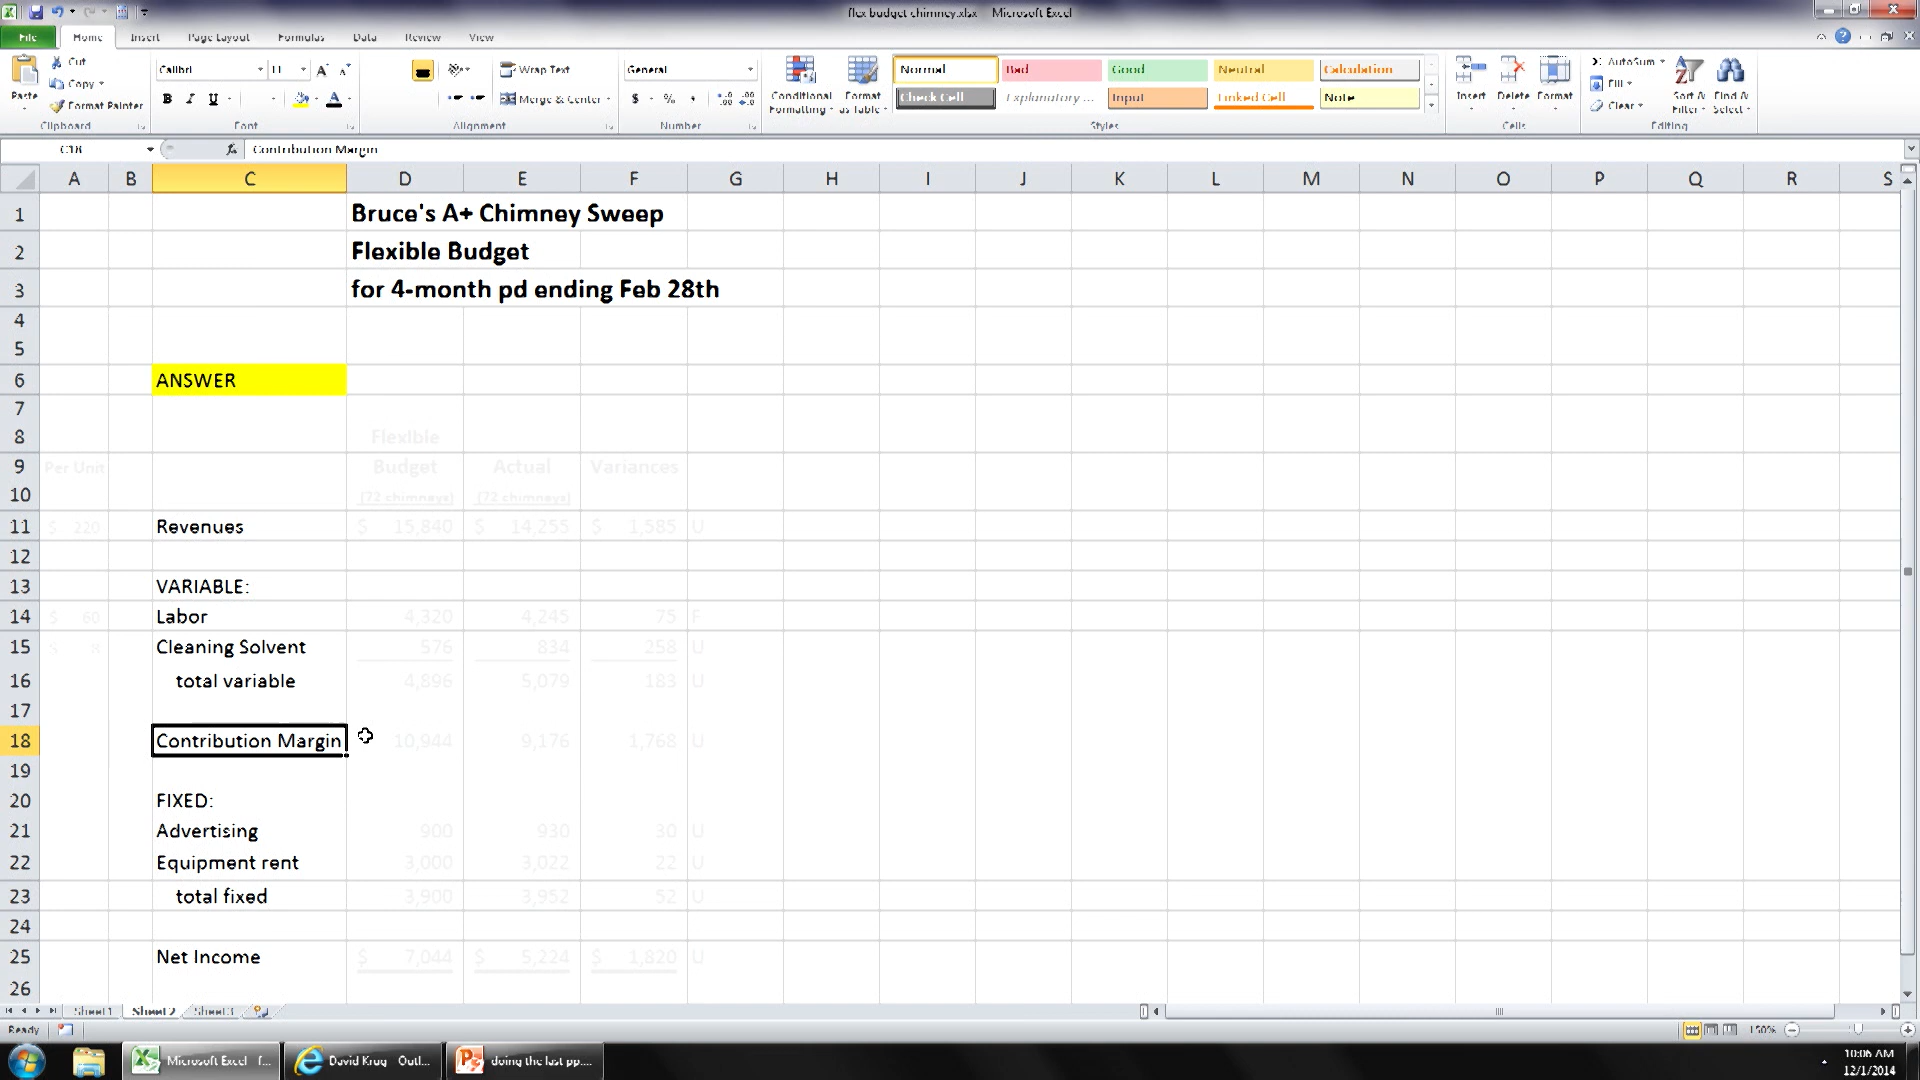 flex budget chimney.xlsx - Microsoft Excel
File Home Insert Page Layout Formulas Data Review View
Cut
Copy
Format Painter
Paste
Clipboard
Calibri 11 A A
B I U A
Font
Wrap Text
Merge & Center
Alignment
General
$ % ,
Number
Conditional Formatting
Format as Table
Normal Bad Good Neutral Calculation
Check Cell Explanatory ... Input Linked Cell Note
Styles
Insert Delete Format
Cells
Σ AutoSum
Fill
Clear
Sort & Filter
Find & Select
Editing
C18 fx Contribution Margin
A B C D E F G H I J K L M N O P Q R S
1 Bruce's A+ Chimney Sweep
2 Flexible Budget
3 for 4-month pd ending Feb 28th
4
5
6 ANSWER
7
8 Flexible
9 Per Unit Budget Actual Variances
10 (72 chimneys) (72 chimneys)
11 $ 220 Revenues $ 15,840 $ 14,255 $ 1,585 U
12
13 VARIABLE:
14 $ 60 Labor 4,320 4,245 75 F
15 $ 8 Cleaning Solvent 576 834 258 U
16 total variable 4,896 5,079 183 U
17
18 Contribution Margin 10,944 9,176 1,768 U
19
20 FIXED:
21 Advertising 900 930 30 U
22 Equipment rent 3,000 3,022 22 U
23 total fixed 3,900 3,952 52 U
24
25 Net Income $ 7,044 $ 5,224 $ 1,820 U
26
Sheet1 Sheet2 Sheet3
Ready 150%
Microsoft Excel - f... David Krug - Outl... doing the last pp....
10:06 AM
12/1/2014